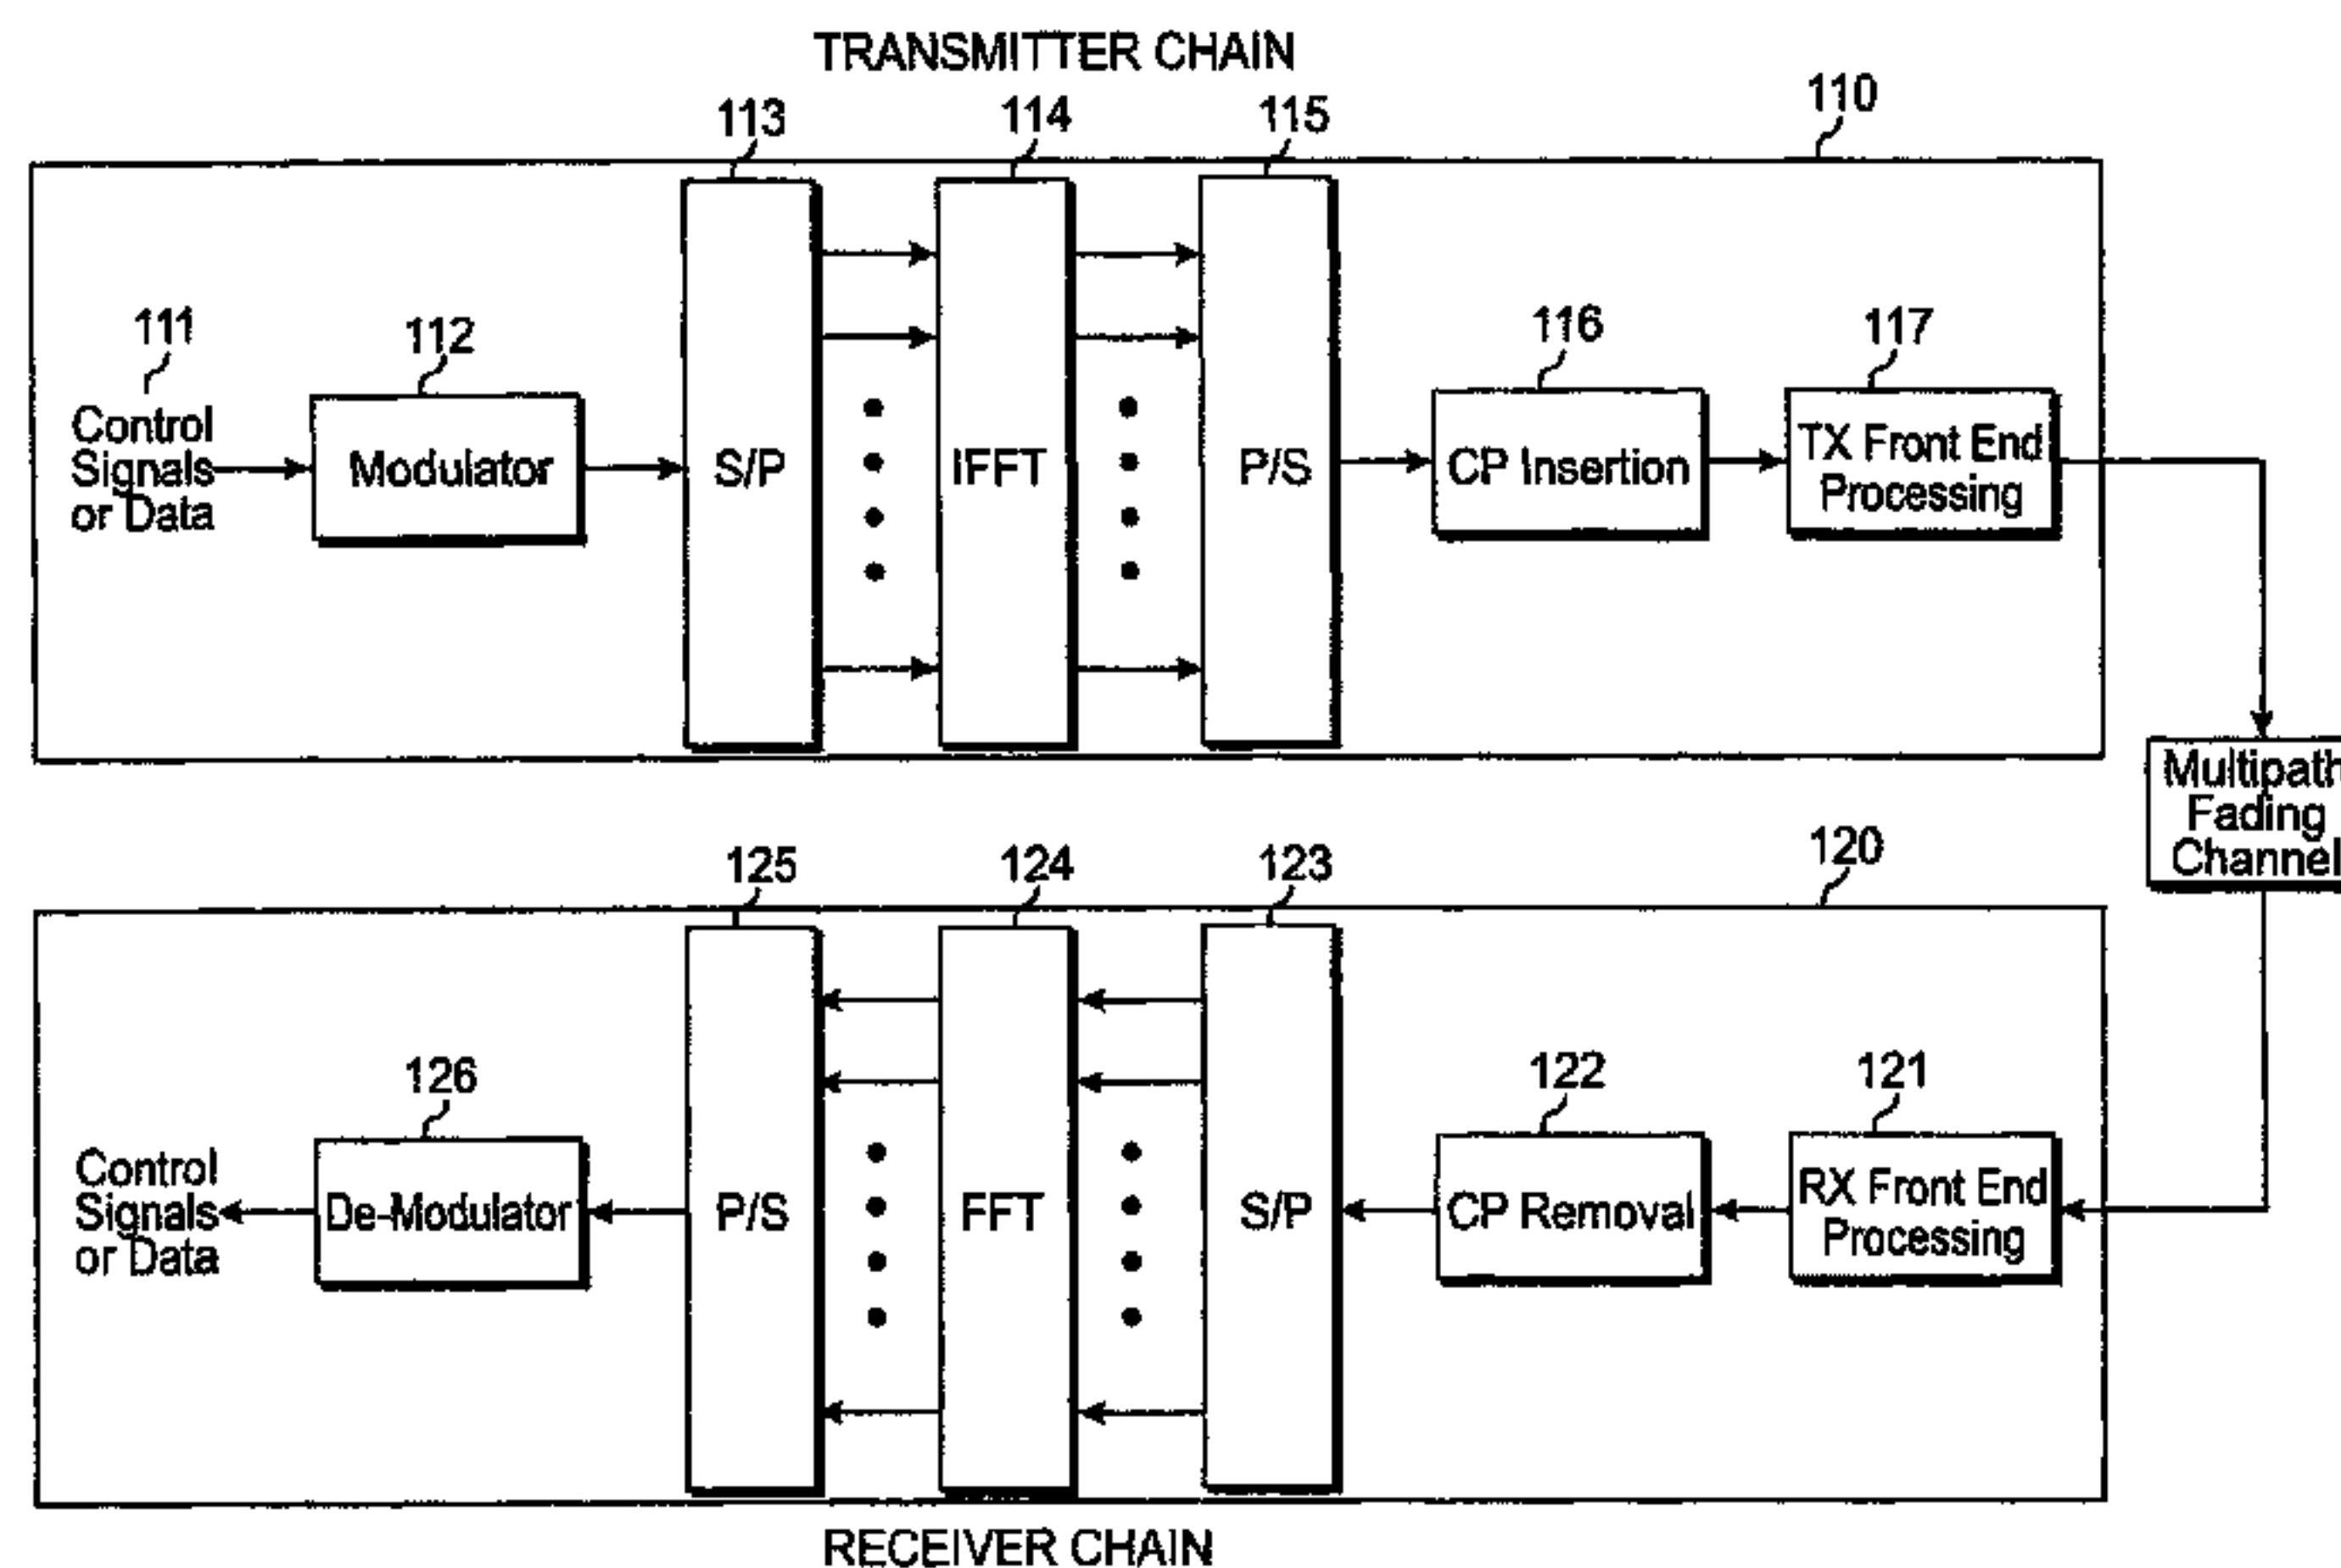 TRANSMITTER CHAIN
110
113
114
115
111
112
116
117
Control
Signals
or Data
Modulator
S/P
IFFT
P/S
CP Insertion
TX Front End
Processing
Multipath
Fading
Channel
120
125
124
123
126
122
121
Control
Signals
or Data
De-Modulator
P/S
FFT
S/P
CP Removal
RX Front End
Processing
RECEIVER CHAIN